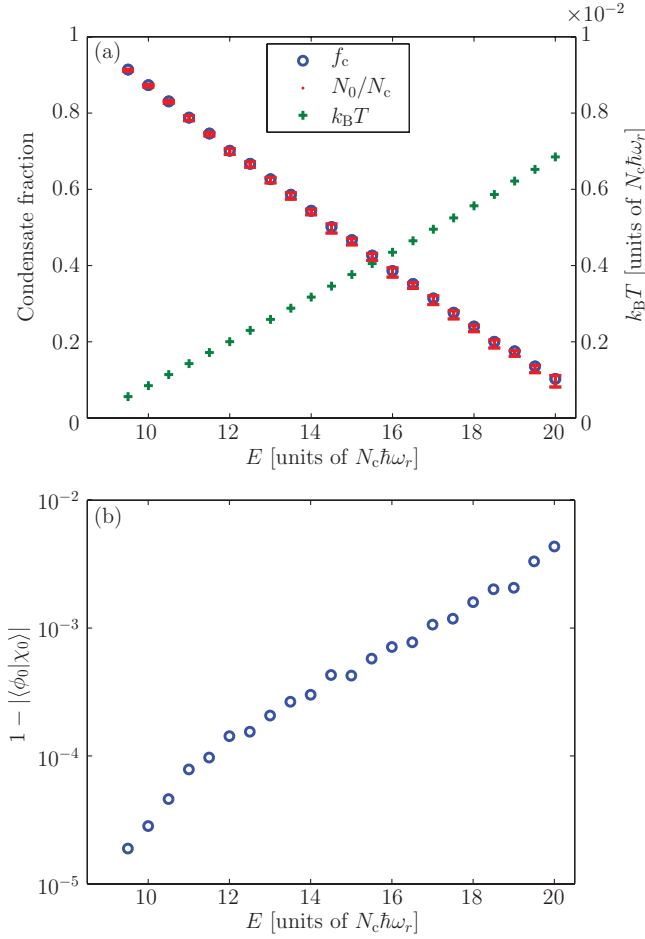 ×10⁻²
(a)
f_c
N_0/N_c
k_BT
1
0.8
0.6
0.4
0.2
0
Condensate fraction
1
0.8
0.6
0.4
0.2
0
k_BT [units of N_cℏω_r]
10 12 14 16 18 20
E [units of N_cℏω_r]
(b)
10⁻²
10⁻³
10⁻⁴
10⁻⁵
1 − |⟨ϕ_0|χ_0⟩|
10 12 14 16 18 20
E [units of N_cℏω_r]